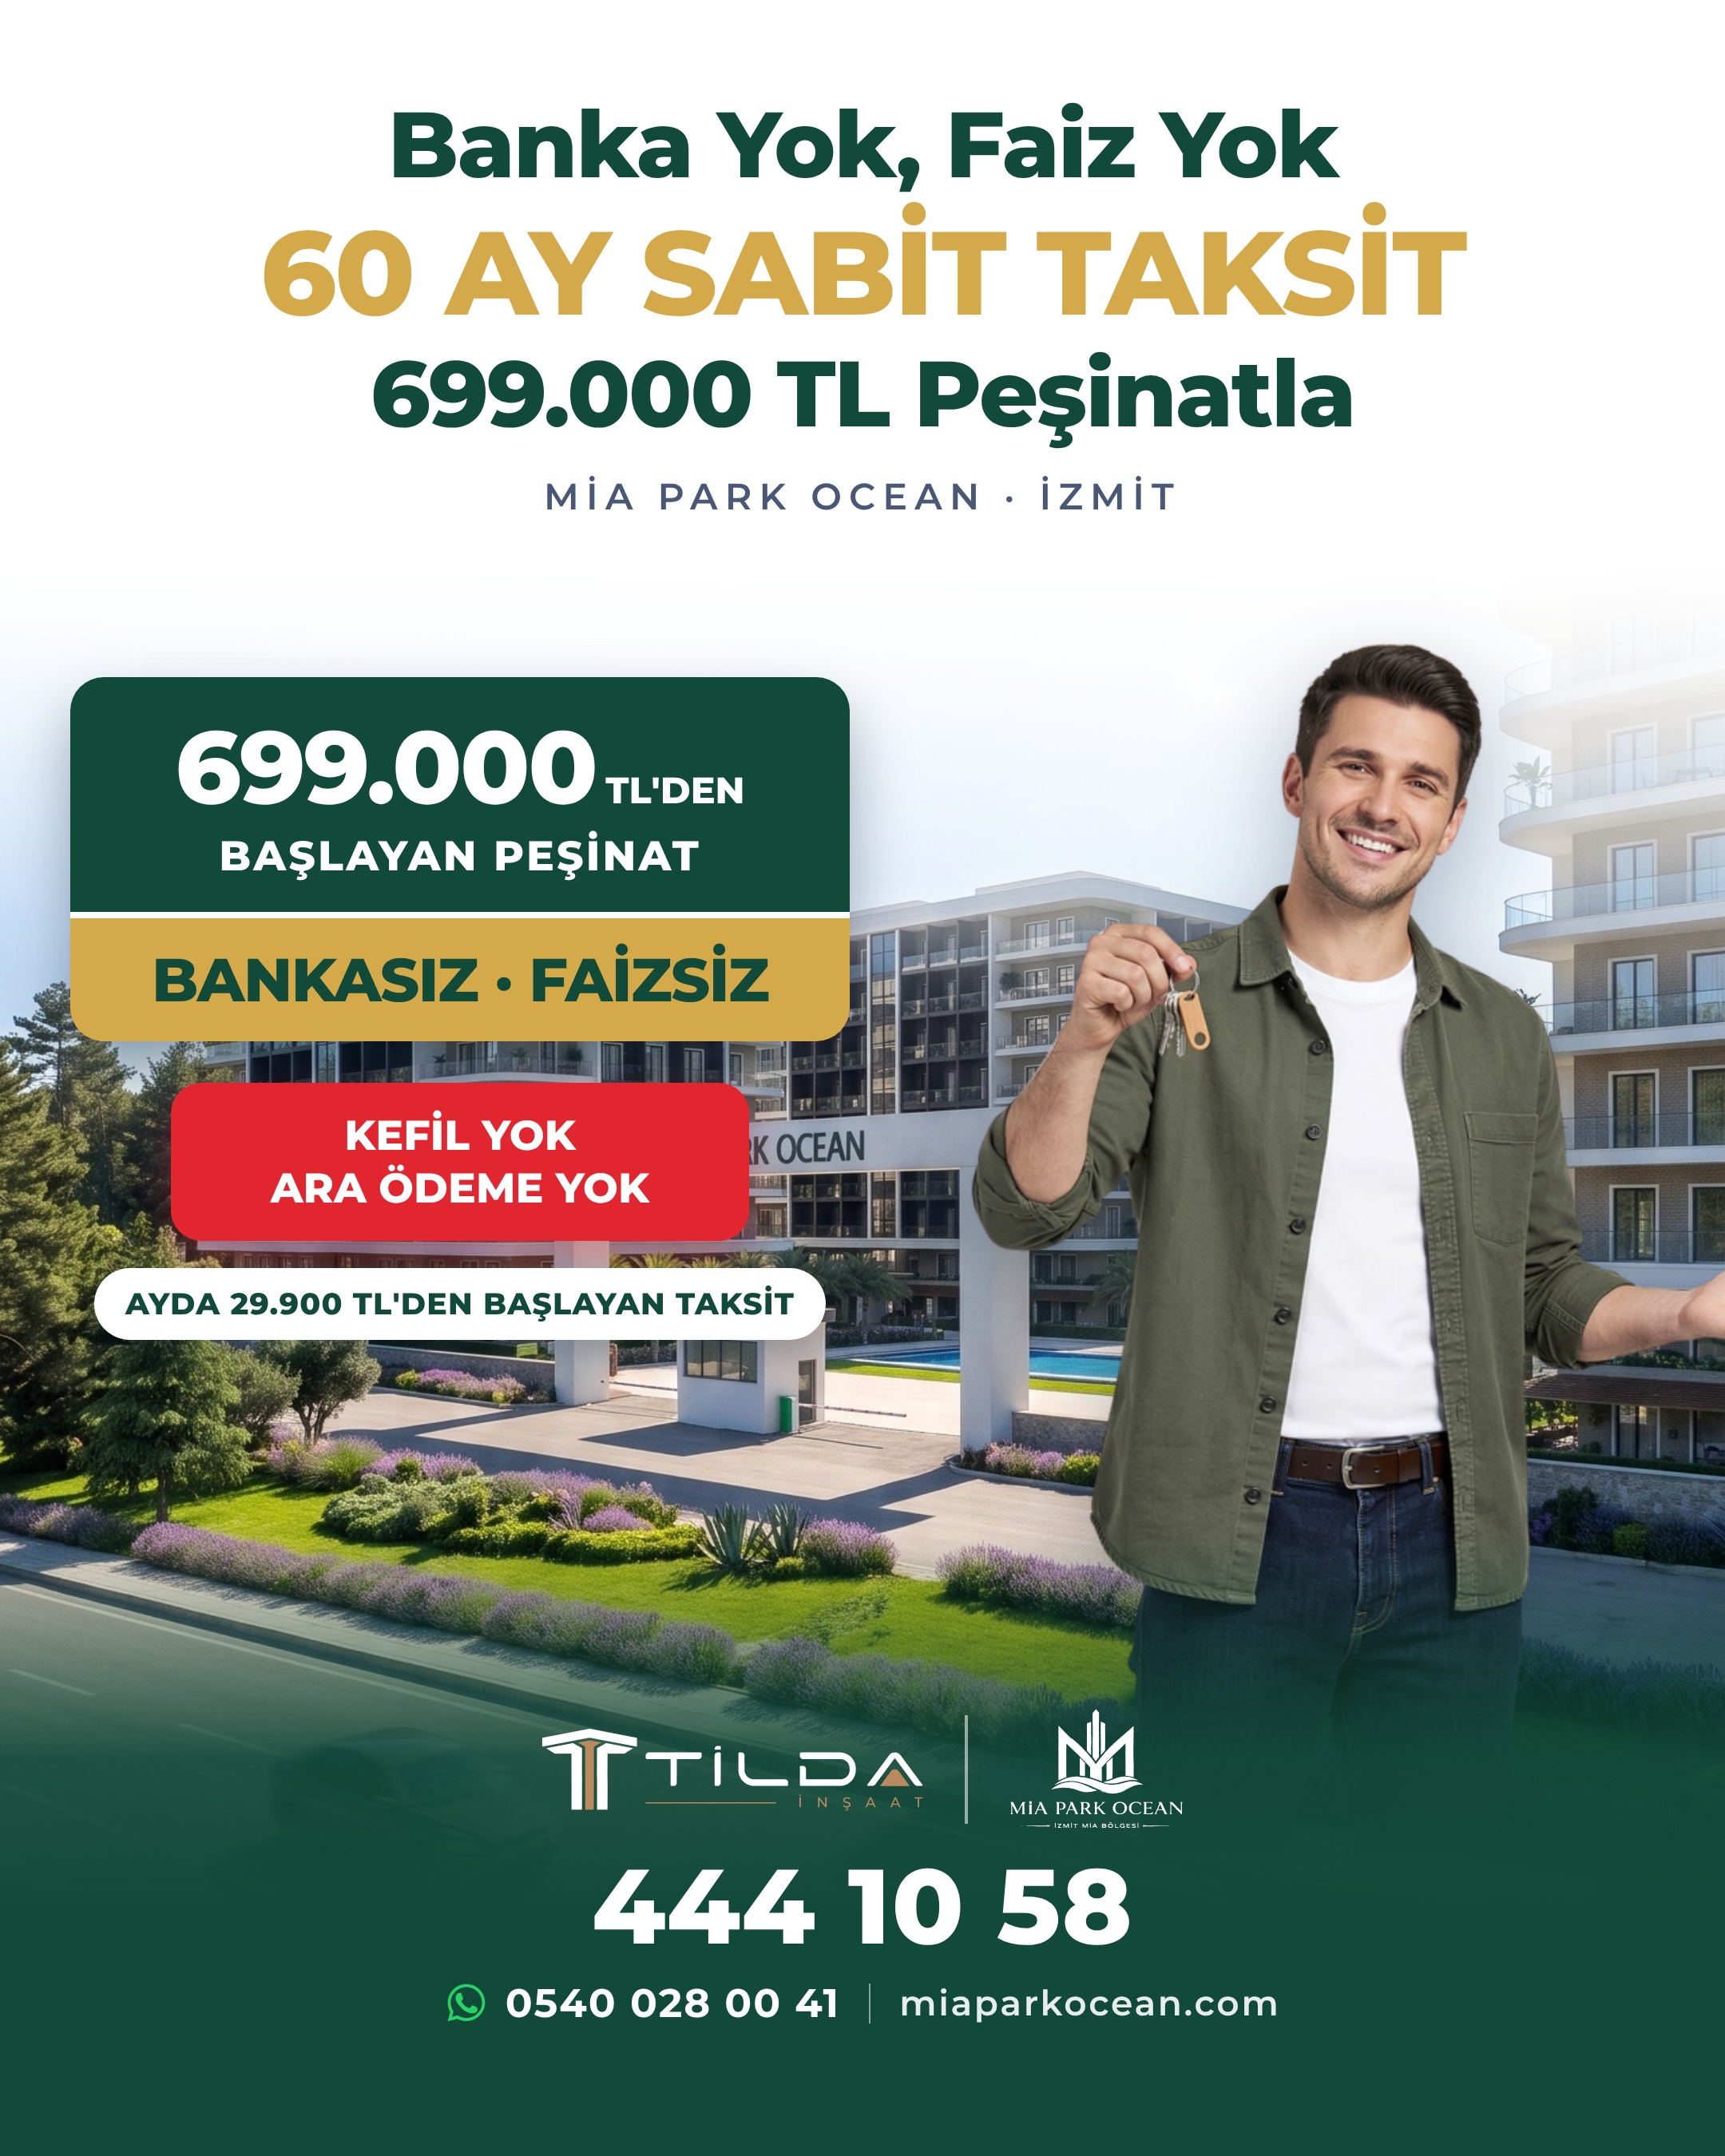 Banka Yok, Faiz Yok
60 AY SABİT TAKSİT
699.000 TL Peşinatla
MİA PARK OCEAN · İZMİT
699.000 TL'DEN
BAŞLAYAN PEŞİNAT
BANKASIZ · FAİZSİZ
KEFİL YOK
ARA ÖDEME YOK
RK OCEAN
AYDA 29.900 TL'DEN BAŞLAYAN TAKSİT
TİLDA
İNŞAAT
MİA PARK OCEAN
İZMİT MİA BÖLGESİ
444 10 58
0540 028 00 41
miaparkocean.com